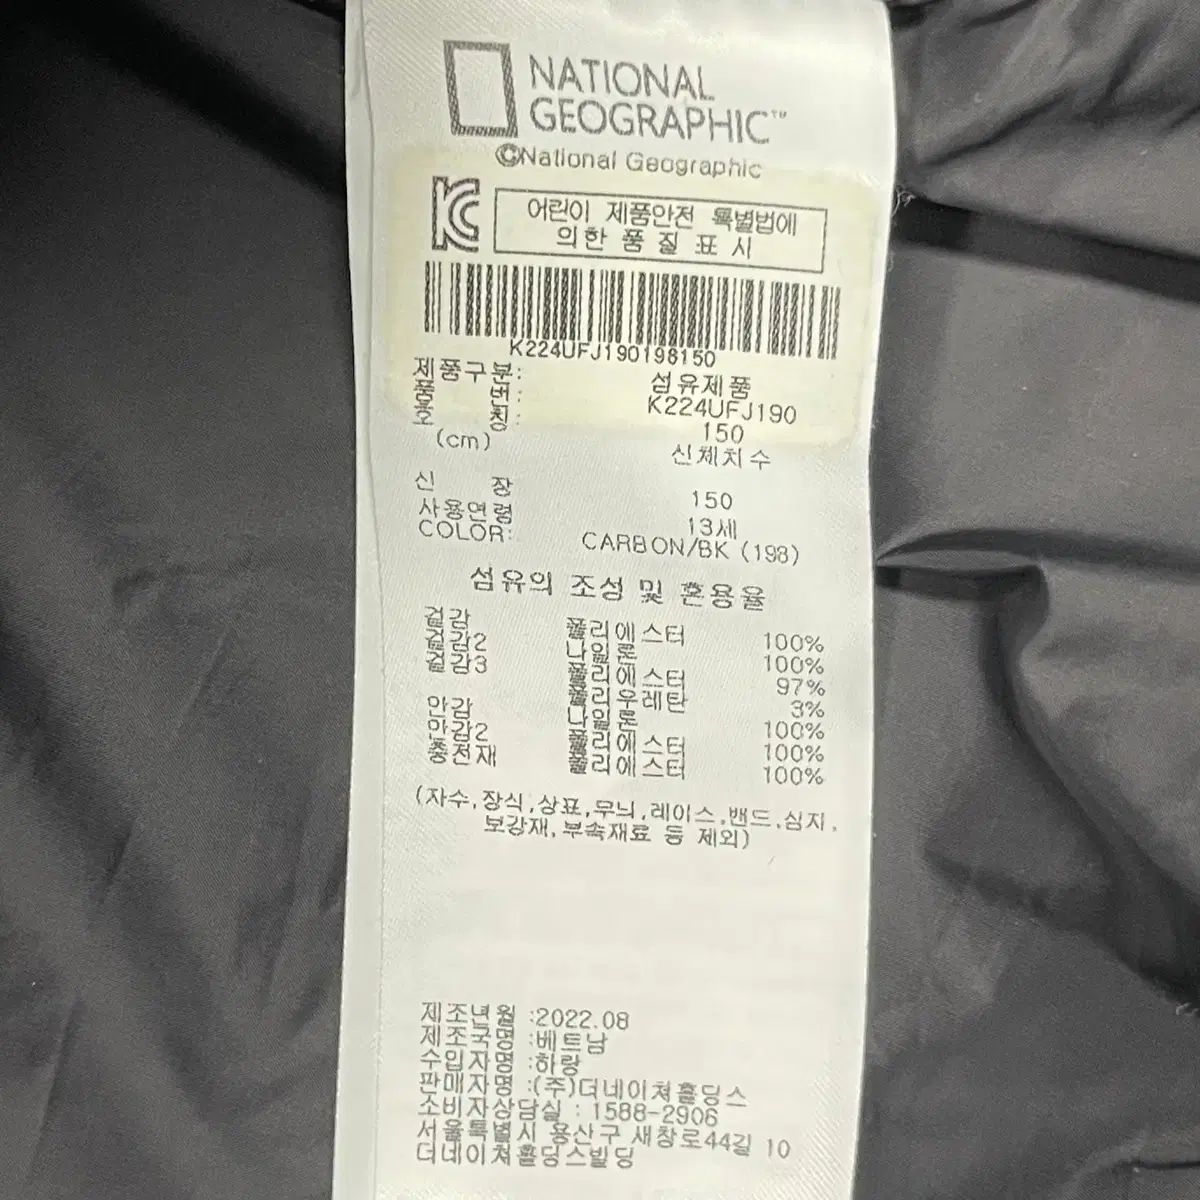 NATIONAL
GEOGRAPHIC™
©National Geographic
KC
어린이 제품안전 특별법에
의한 품질표시
K224UFJ190198150
제품구분: 섬유제품
품 번: K224UFJ190
호 칭: 150
(cm) 신체치수
신 장 150
사용연령 13세
COLOR: CARBON/BK (198)
섬유의 조성 및 혼용율
겉감 폴리에스터 100%
겉감2 나일론 100%
겉감3 폴리에스터 97%
폴리우레탄 3%
안감 나일론 100%
안감2 폴리에스터 100%
충전재 폴리에스터 100%
(자수,장식,상표,무늬,레이스,밴드,심지,
보강재,부속재료 등 제외)
제조년월 :2022.08
제조국명 :베트남
수입자명 :하랑
판매자명 :(주)더네이쳐홀딩스
소비자상담실 : 1588-2906
서울특별시 용산구 새창로44길 10
더네이쳐홀딩스빌딩